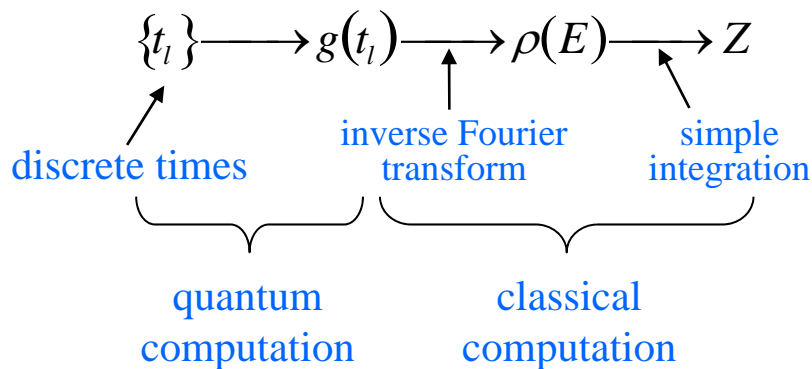 {t_l} → g(t_l) → ρ(E) → Z
inverse Fourier
transform
simple
integration
discrete times
quantum
computation
classical
computation